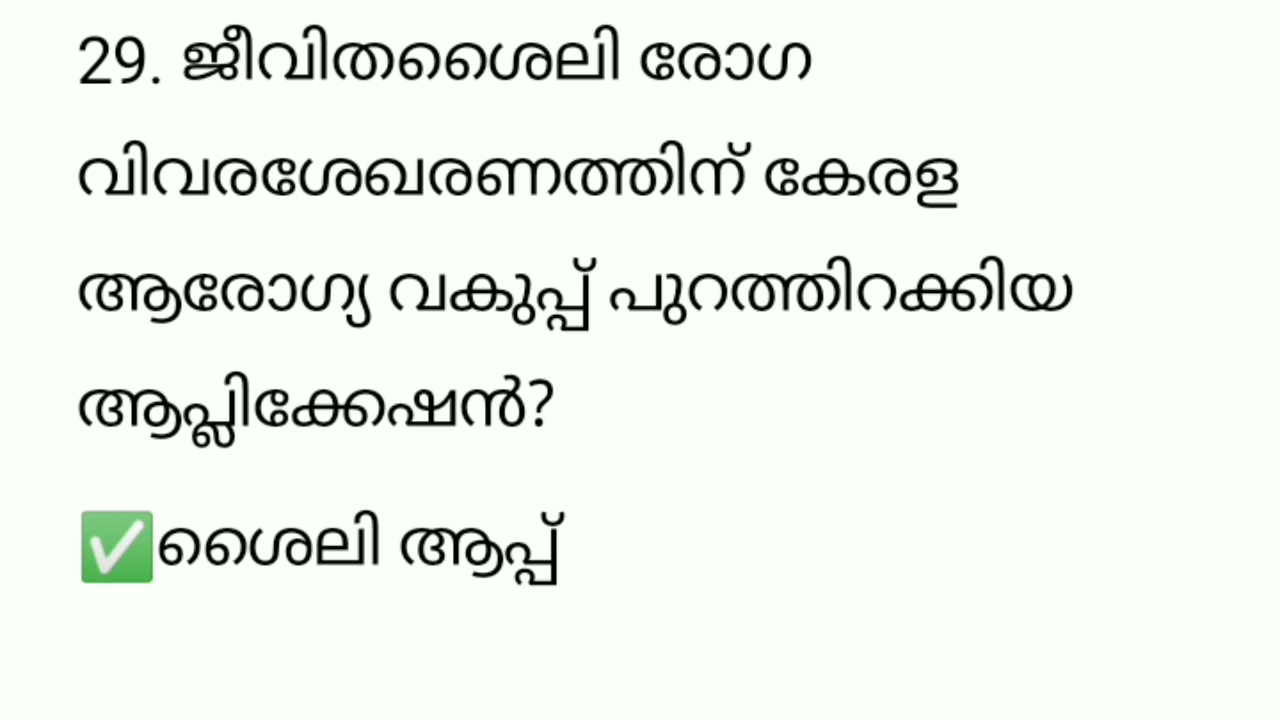 29. ജീവിതശൈലി രോഗ
വിവരശേഖരണത്തിന് കേരള
ആരോഗ്യ വകുപ്പ് പുറത്തിറക്കിയ
ആപ്ലിക്കേഷൻ?
✅ശൈലി ആപ്പ്